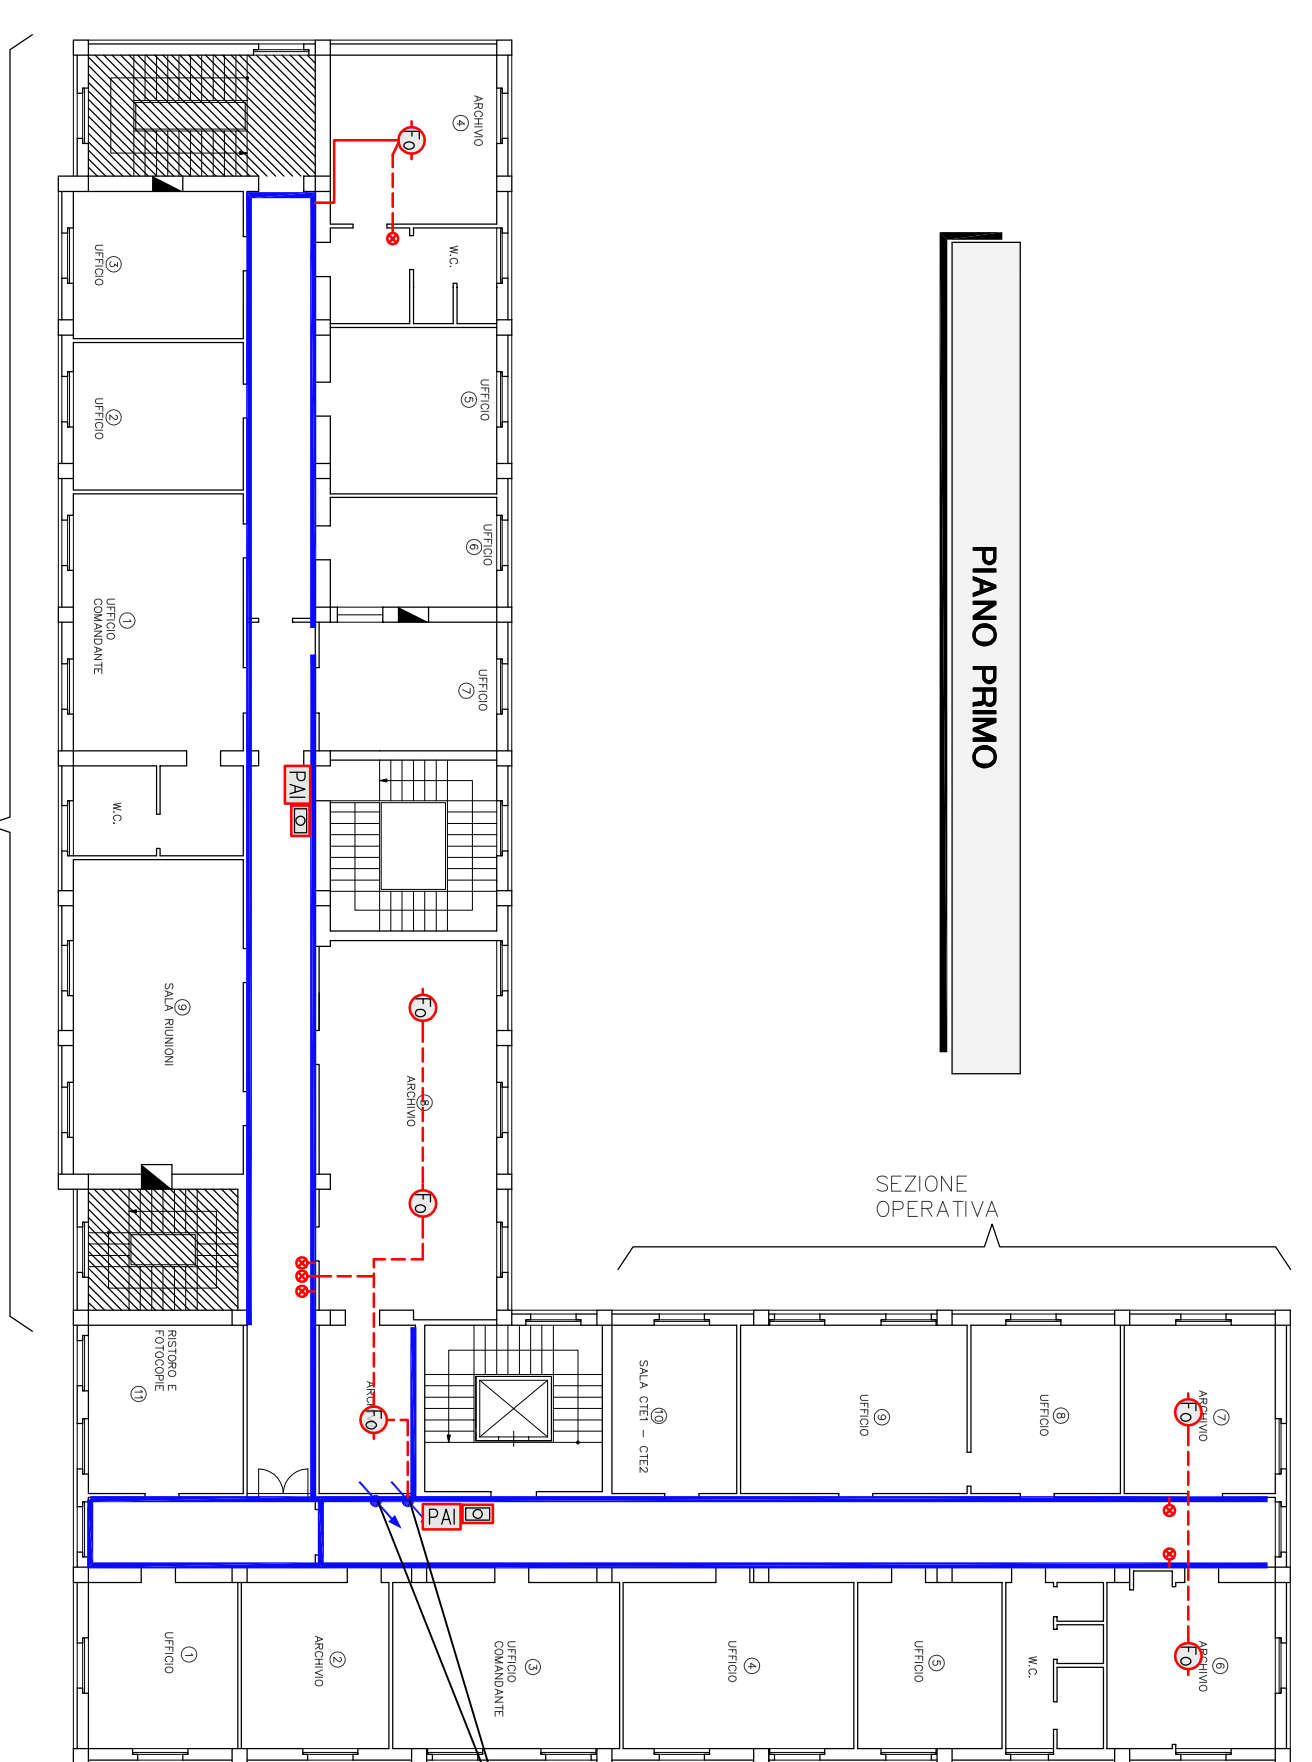 PIANO PRIMO
SEZIONE
OPERATIVA
ARCHIVIO
4
Fo
W.C.
UFFICIO
3
UFFICIO
5
UFFICIO
2
UFFICIO
6
UFFICIO
COMANDANTE
1
UFFICIO
7
PAI
W.C.
SALA RIUNIONI
9
Fo
ARCHIVIO
8
Fo
RISTORO E
FOTOCOPIE
11
Fo
SALA CTE1 – CTE2
10
UFFICIO
9
UFFICIO
8
ARCHIVIO
7
Fo
PAI
UFFICIO
1
ARCHIVIO
2
UFFICIO
COMANDANTE
3
UFFICIO
4
UFFICIO
5
W.C.
ARCHIVIO
6
Fo